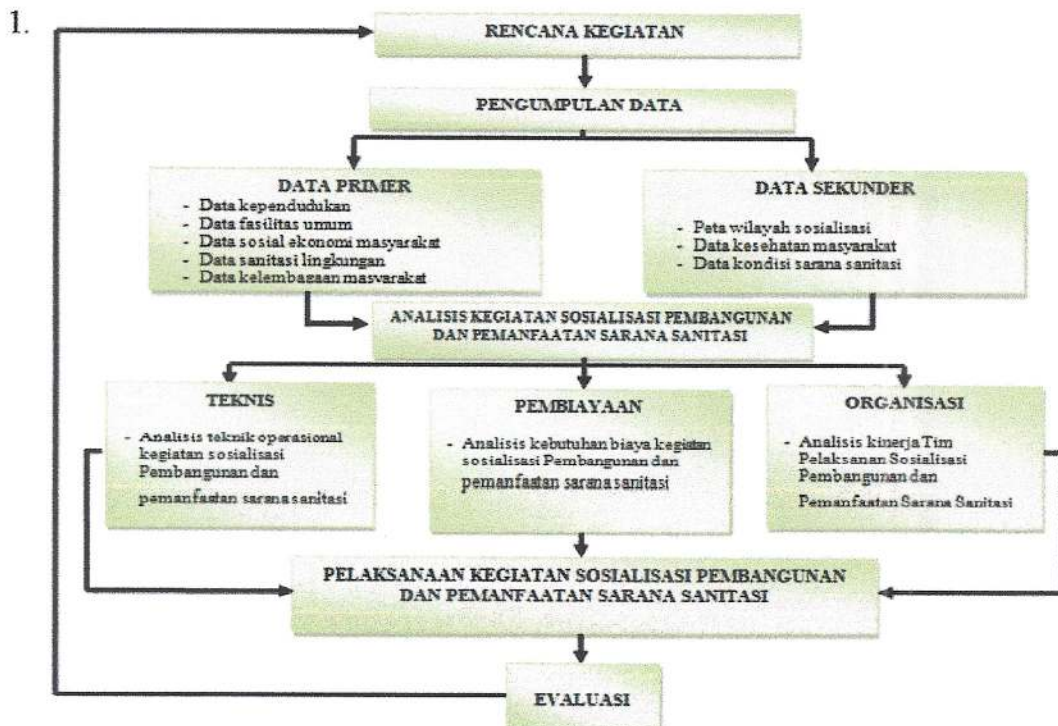 1.
RENCANA KEGIATAN
PENGUMPULAN DATA
DATA PRIMER
- Data kependudukan
- Data fasilitas umum
- Data sosial ekonomi masyarakat
- Data sanitasi lingkungan
- Data kelembagaan masyarakat
DATA SEKUNDER
- Peta wilayah sosialisasi
- Data kesehatan masyarakat
- Data kondisi sarana sanitasi
ANALISIS KEGIATAN SOSIALISASI PEMBANGUNAN
DAN PEMANFAATAN SARANA SANITASI
TEKNIS
- Analisis teknik operasional
kegiatan sosialisasi
Pembangunan dan
pemanfaatan sarana sanitasi
PEMBIAYAAN
- Analisis kebutuhan biaya kegiatan
sosialisasi Pembangunan dan
pemanfaatan sarana sanitasi
ORGANISASI
- Analisis kinerja Tim
Pelaksanan Sosialisasi
Pembangunan dan
Pemanfaatan Sarana Sanitasi
PELAKSANAAN KEGIATAN SOSIALISASI PEMBANGUNAN
DAN PEMANFAATAN SARANA SANITASI
EVALUASI